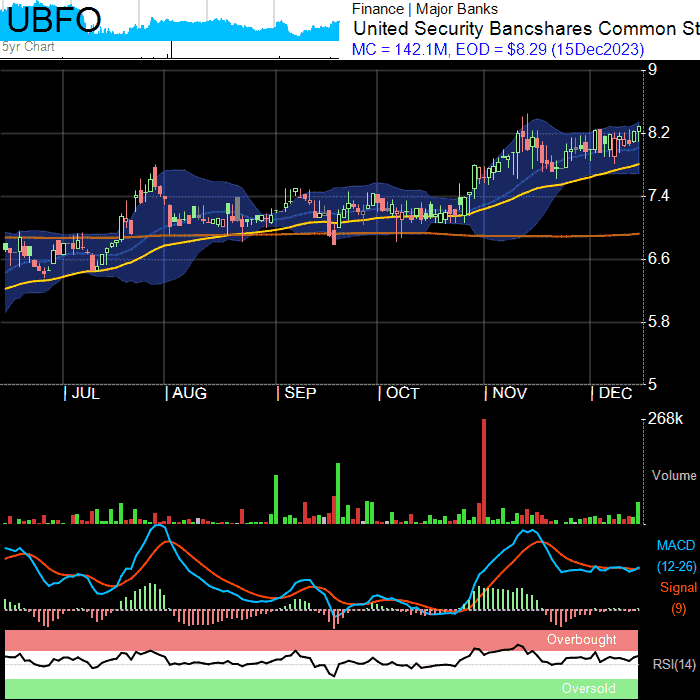 UBFO
5yr Chart
Finance | Major Banks
United Security Bancshares Common St
MC = 142.1M, EOD = $8.29 (15Dec2023)
9
8.2
7.4
6.6
5.8
5
| JUL | AUG | SEP | OCT | NOV | DEC
268k
Volume
MACD
(12-26)
Signal
(9)
Overbought
RSI(14)
Oversold